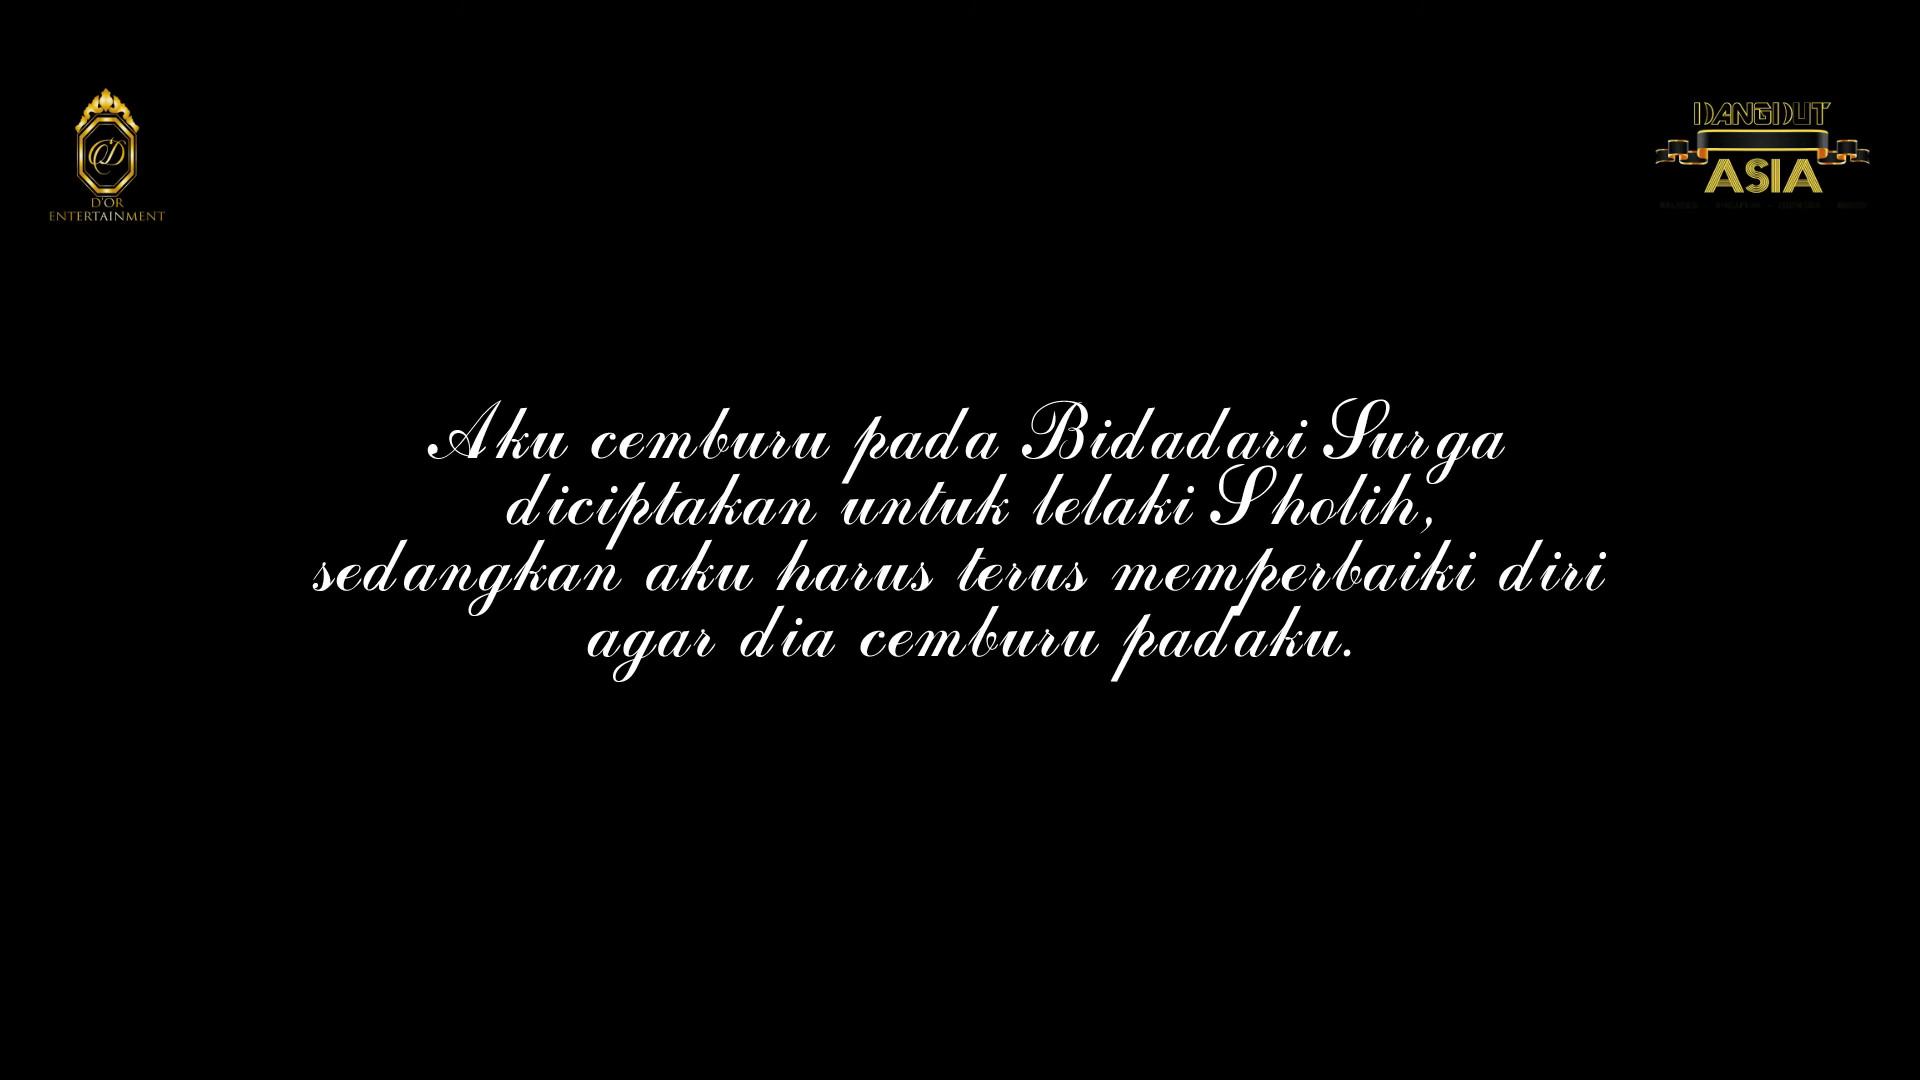 DANGDUT
ASIA
D'OR
ENTERTAINMENT
Aku cemburu pada Bidadari Surga
diciptakan untuk lelaki Sholih,
sedangkan aku harus terus memperbaiki diri
agar dia cemburu padaku.